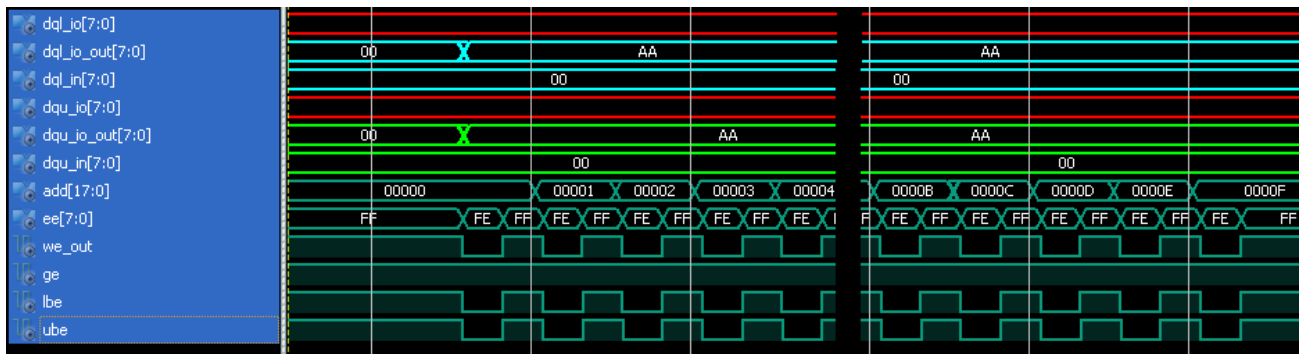 dql_io[7:0]
dql_io_out[7:0] 00 AA AA
dql_in[7:0] 00 00
dqu_io[7:0]
dqu_io_out[7:0] 00 AA AA
dqu_in[7:0] 00 00
add[17:0] 00000 00001 00002 00003 00004 0000B 0000C 0000D 0000E 0000F
ee[7:0] FF FE FF FE FF FE FF FE FF FE F FE FF FE FF FE FF FE FF FE FF
we_out
ge
lbe
ube